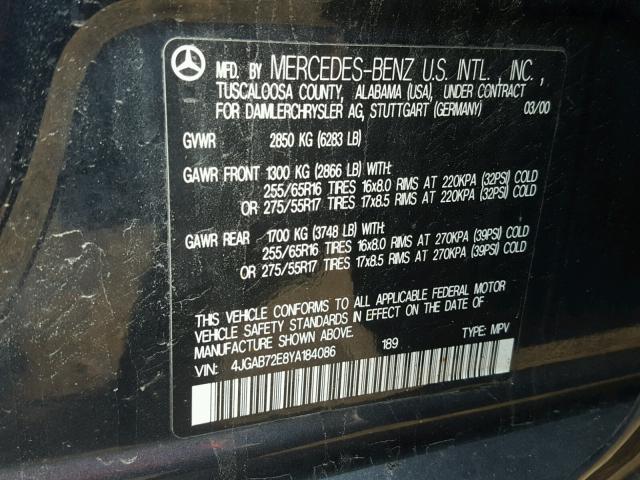 MFD. BY MERCEDES-BENZ U.S. INTL., INC.,
TUSCALOOSA COUNTY, ALABAMA (USA), UNDER CONTRACT
FOR DAIMLERCHRYSLER AG, STUTTGART (GERMANY) 03/00
GVWR 2850 KG (6283 LB)
GAWR FRONT 1300 KG (2866 LB) WITH:
255/65R16 TIRES 16x8.0 RIMS AT 220KPA (32PSI) COLD
OR 275/55R17 TIRES 17x8.5 RIMS AT 220KPA (32PSI) COLD
GAWR REAR 1700 KG (3748 LB) WITH:
255/65R16 TIRES 16x8.0 RIMS AT 270KPA (39PSI) COLD
OR 275/55R17 TIRES 17x8.5 RIMS AT 270KPA (39PSI) COLD
THIS VEHICLE CONFORMS TO ALL APPLICABLE FEDERAL MOTOR
VEHICLE SAFETY STANDARDS IN EFFECT ON THE DATE OF
MANUFACTURE SHOWN ABOVE. 189 TYPE: MPV
VIN: 4JGAB72E8YA184086